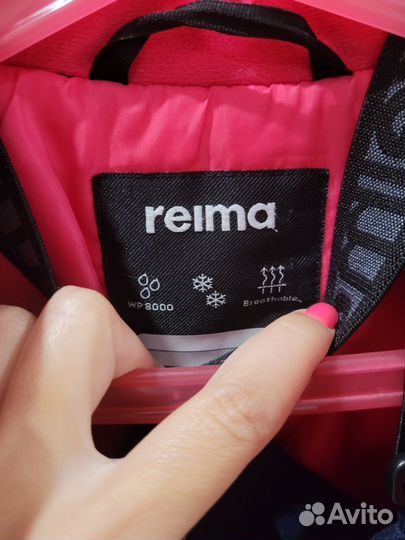 reima
WP 8000
Breathable
Avito